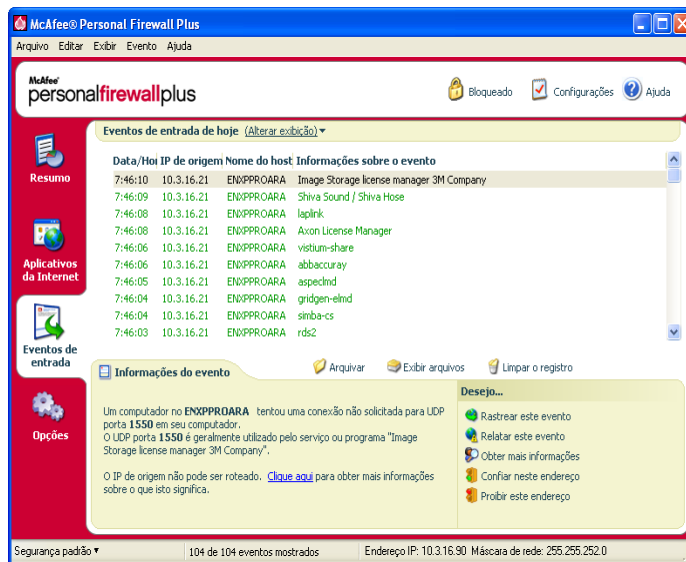 McAfee® Personal Firewall Plus
Arquivo Editar Exibir Evento Ajuda
McAfee
personalfirewallplus
Bloqueado Configurações Ajuda
Eventos de entrada de hoje (Alterar exibição)
Data/Hor IP de origem Nome do host Informações sobre o evento
7:46:10 10.3.16.21 ENXPPROARA Image Storage license manager 3M Company
7:46:09 10.3.16.21 ENXPPROARA Shiva Sound / Shiva Hose
7:46:08 10.3.16.21 ENXPPROARA laplink
7:46:08 10.3.16.21 ENXPPROARA Axon License Manager
7:46:06 10.3.16.21 ENXPPROARA vistium-share
7:46:06 10.3.16.21 ENXPPROARA abbaccuray
7:46:05 10.3.16.21 ENXPPROARA aspeclmd
7:46:04 10.3.16.21 ENXPPROARA gridgen-elmd
7:46:04 10.3.16.21 ENXPPROARA simba-cs
7:46:03 10.3.16.21 ENXPPROARA rds2
Resumo
Aplicativos
da Internet
Eventos de
entrada
Opções
Arquivar Exibir arquivos Limpar o registro
Informações do evento
Um computador no ENXPPROARA tentou uma conexão não solicitada para UDP
porta 1550 em seu computador.
O UDP porta 1550 é geralmente utilizado pelo serviço ou programa "Image
Storage license manager 3M Company".
O IP de origem não pode ser roteado. Clique aqui para obter mais informações
sobre o que isto significa.
Desejo...
Rastrear este evento
Relatar este evento
Obter mais informações
Confiar neste endereço
Proibir este endereço
Segurança padrão 104 de 104 eventos mostrados Endereço IP: 10.3.16.90 Máscara de rede: 255.255.252.0